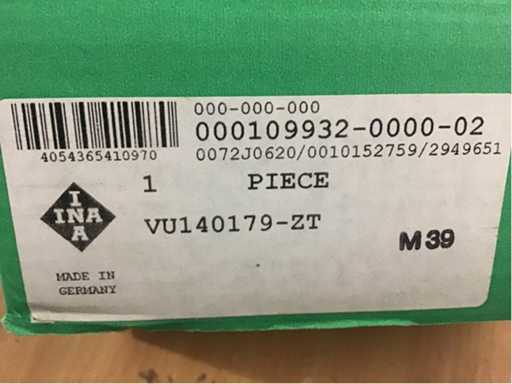 000-000-000
000109932-0000-02
4054365410970
0072J0620/0010152759/2949651
1 PIECE
INA
INA
VU140179-ZT
M39
MADE IN
GERMANY